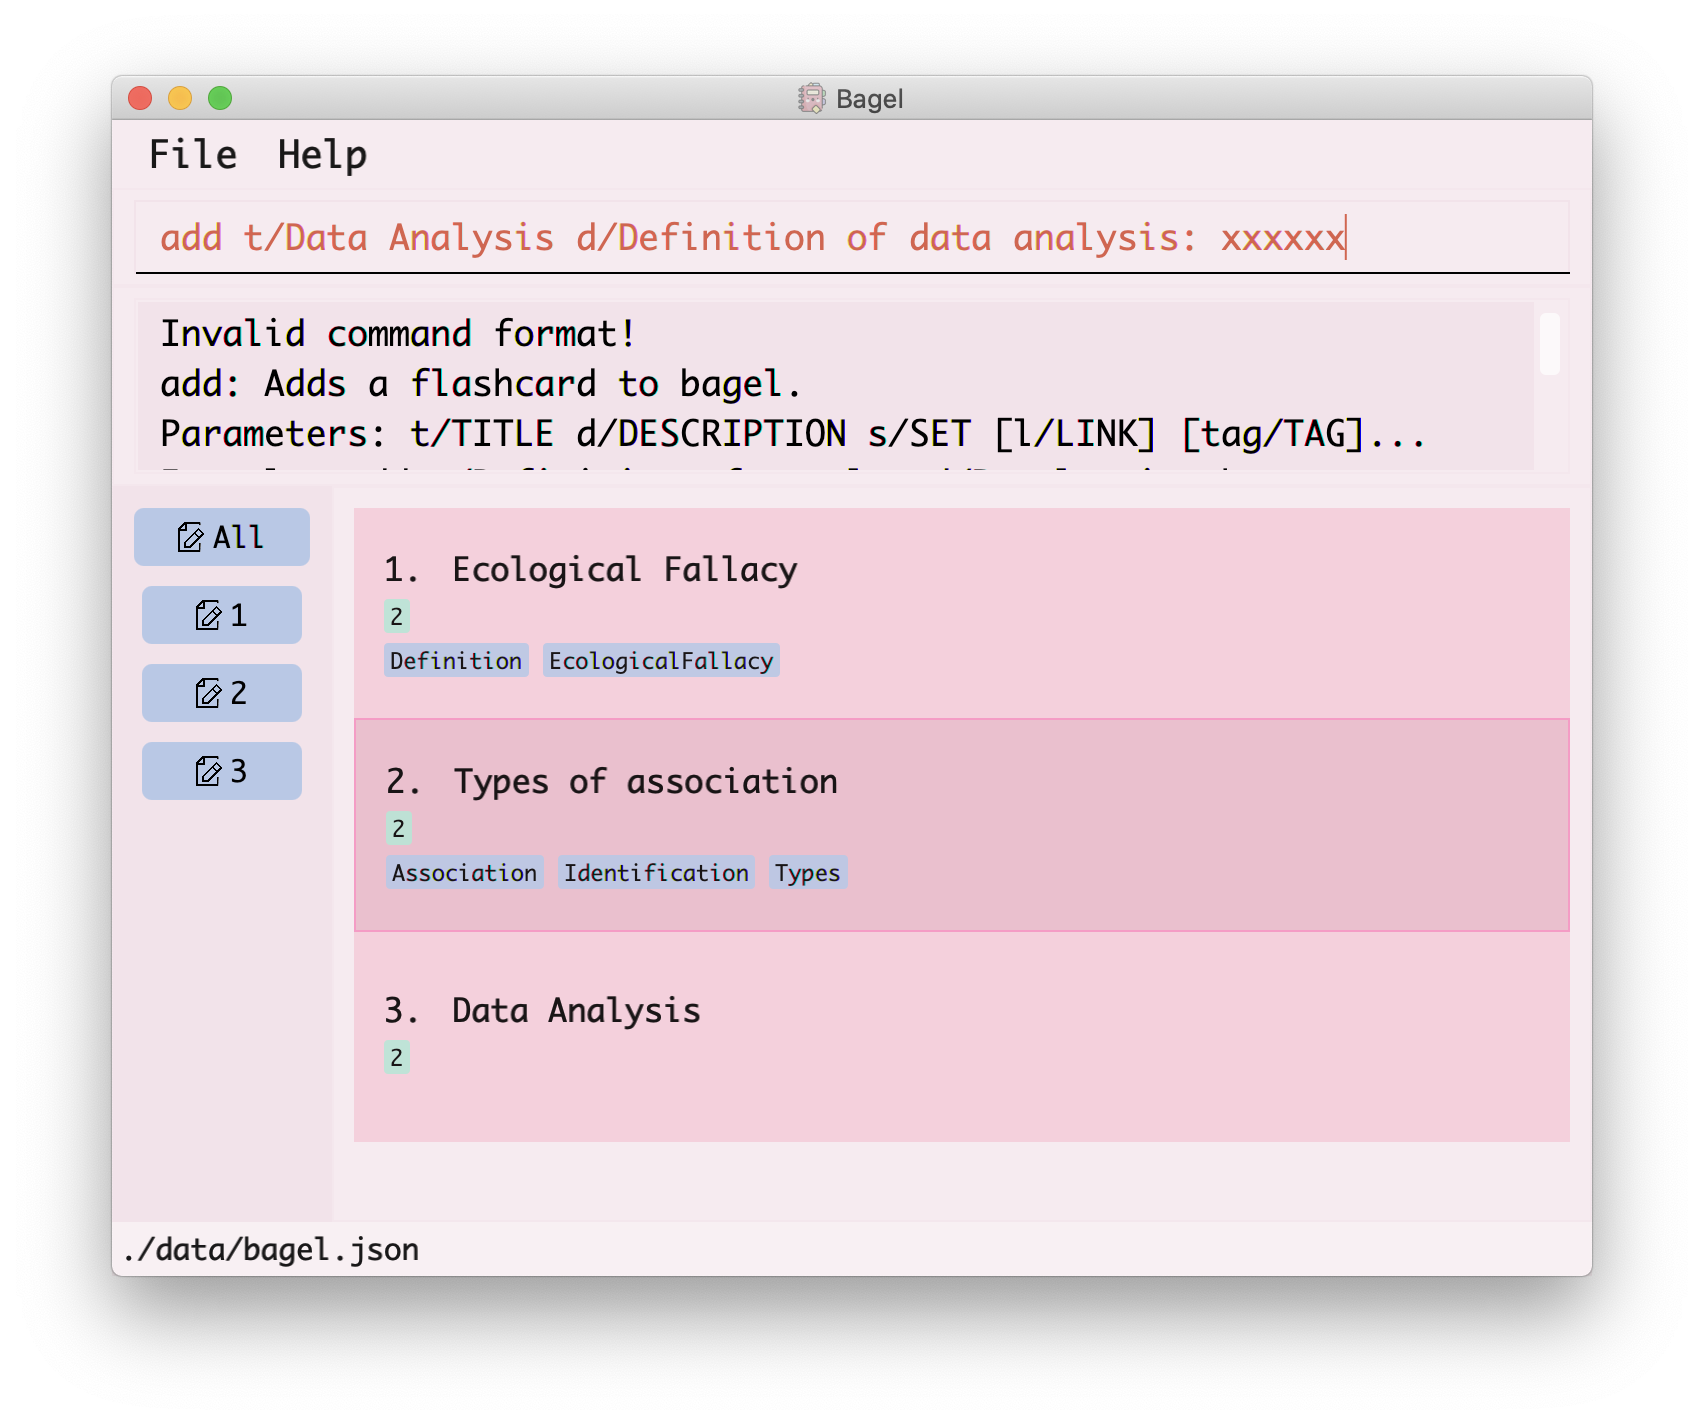 Bagel
File Help
add t/Data Analysis d/Definition of data analysis: xxxxxx
Invalid command format!
add: Adds a flashcard to bagel.
Parameters: t/TITLE d/DESCRIPTION s/SET [l/LINK] [tag/TAG]...
All
1
2
3
1. Ecological Fallacy
2
Definition EcologicalFallacy
2. Types of association
2
Association Identification Types
3. Data Analysis
2
./data/bagel.json